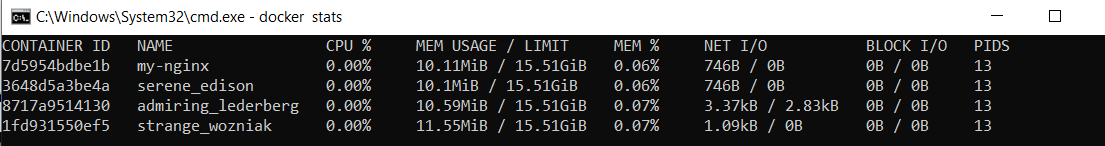 C:\Windows\System32\cmd.exe - docker  stats
CONTAINER ID   NAME                 CPU %     MEM USAGE / LIMIT     MEM %     NET I/O           BLOCK I/O   PIDS
7d5954bdbe1b   my-nginx             0.00%     10.11MiB / 15.51GiB   0.06%     746B / 0B         0B / 0B     13
3648d5a3be4a   serene_edison        0.00%     10.1MiB / 15.51GiB    0.06%     746B / 0B         0B / 0B     13
8717a9514130   admiring_lederberg   0.00%     10.59MiB / 15.51GiB   0.07%     3.37kB / 2.83kB   0B / 0B     13
1fd931550ef5   strange_wozniak      0.00%     11.55MiB / 15.51GiB   0.07%     1.09kB / 0B       0B / 0B     13